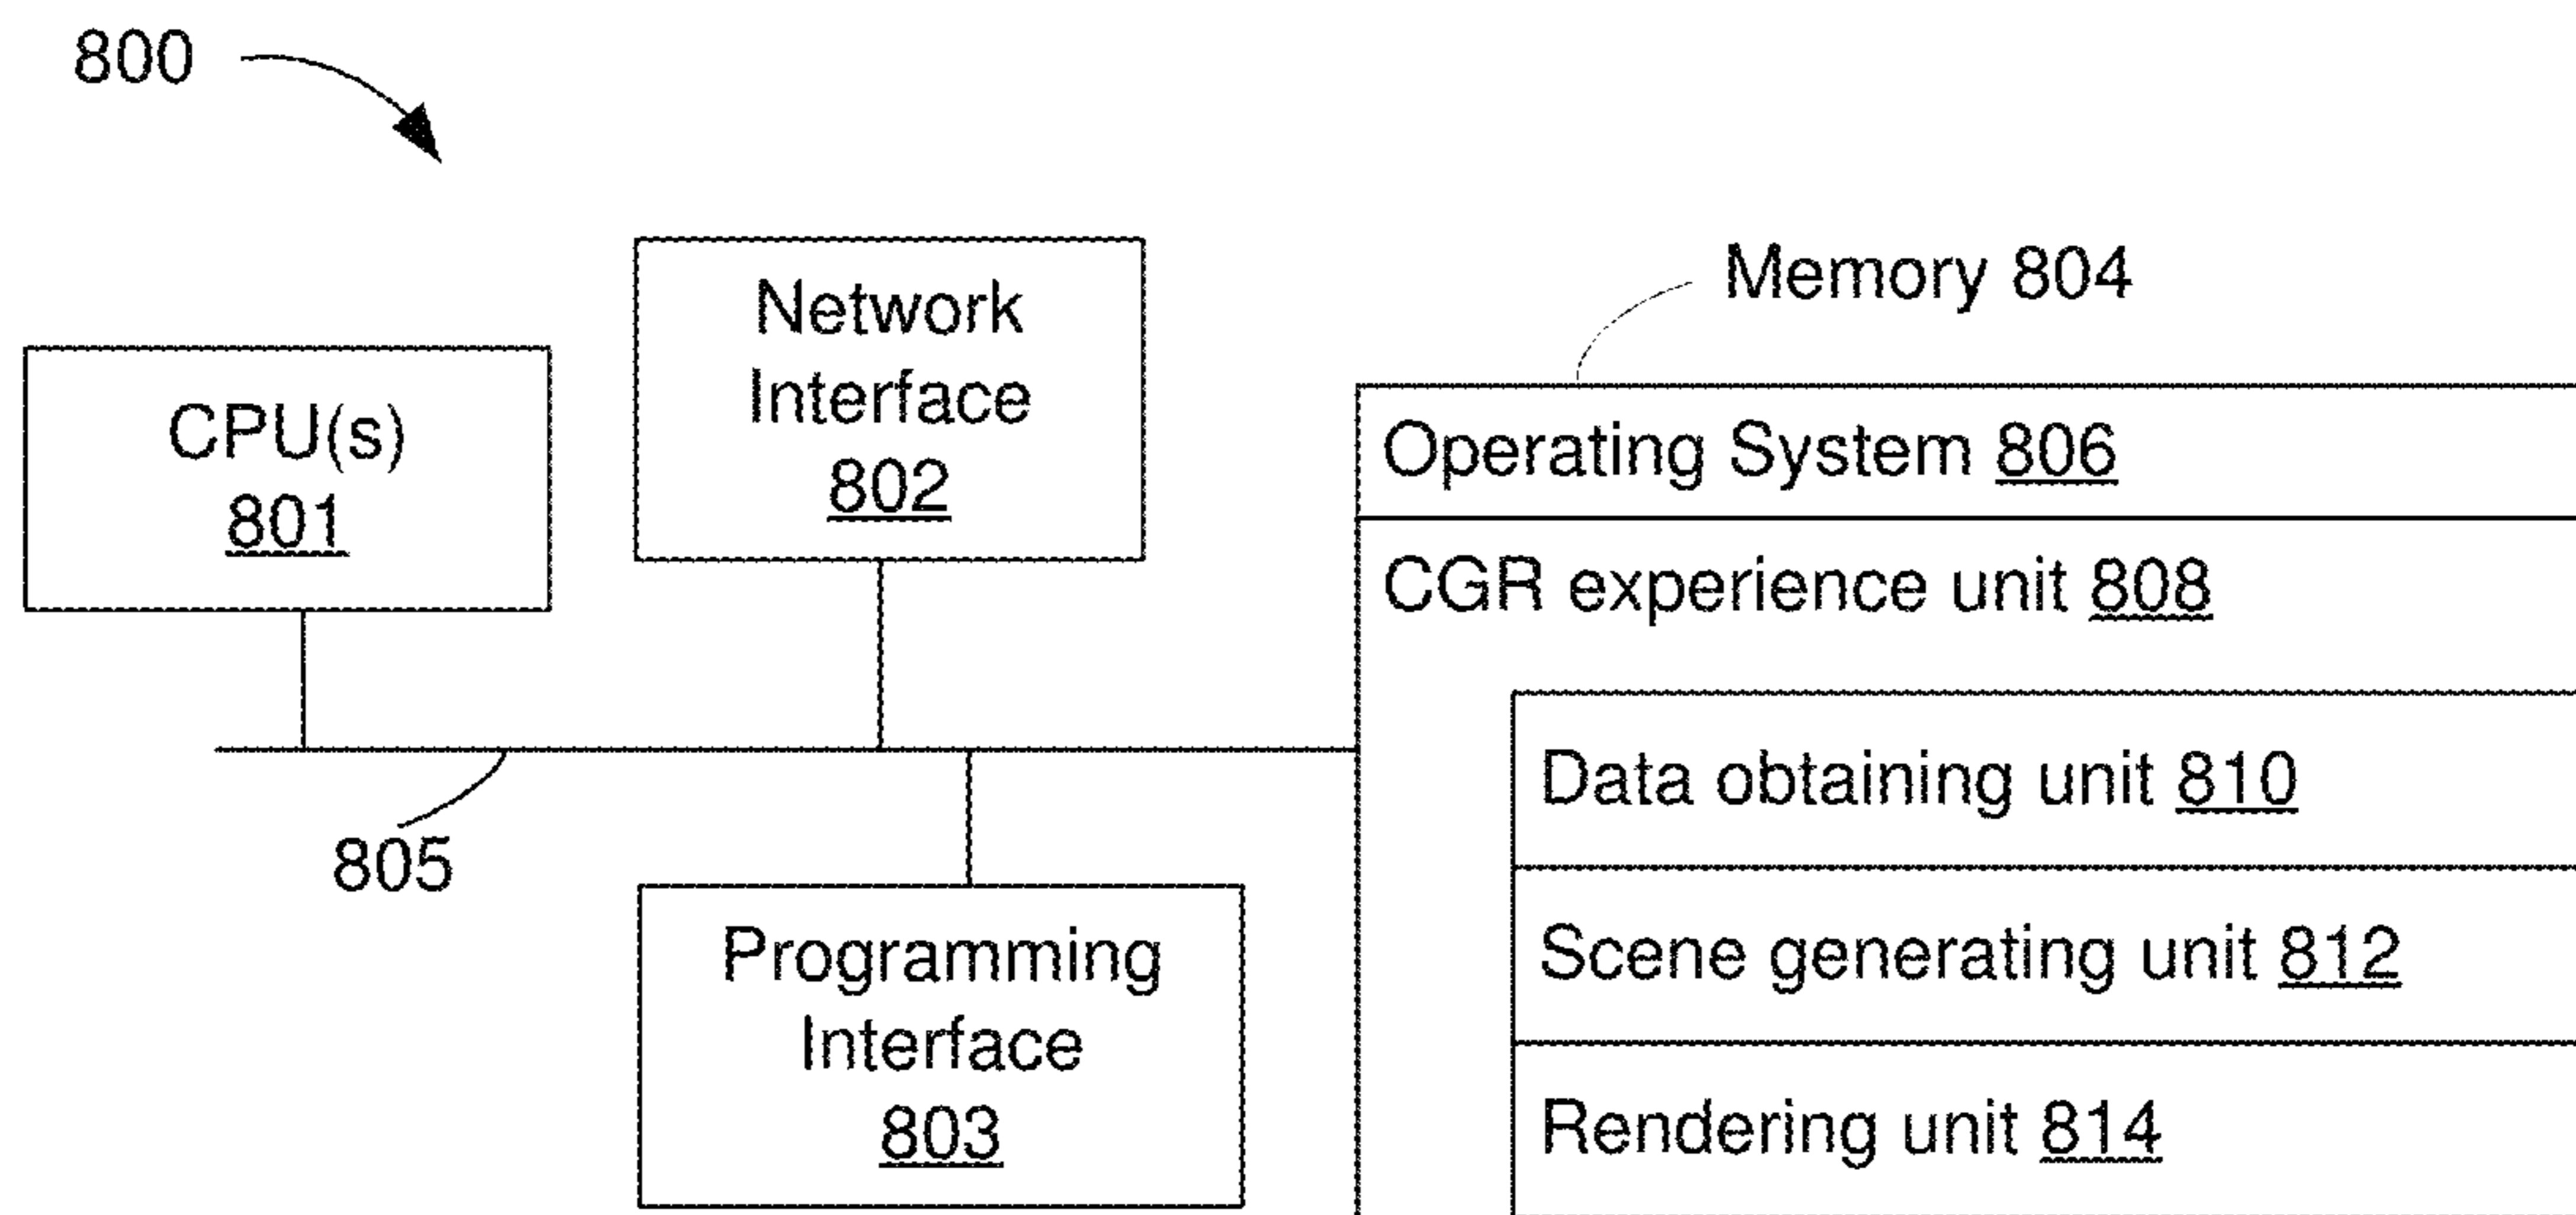 800
CPU(s)
801
Network
Interface
802
805
Programming
Interface
803
Memory 804
Operating System 806
CGR experience unit 808
Data obtaining unit 810
Scene generating unit 812
Rendering unit 814